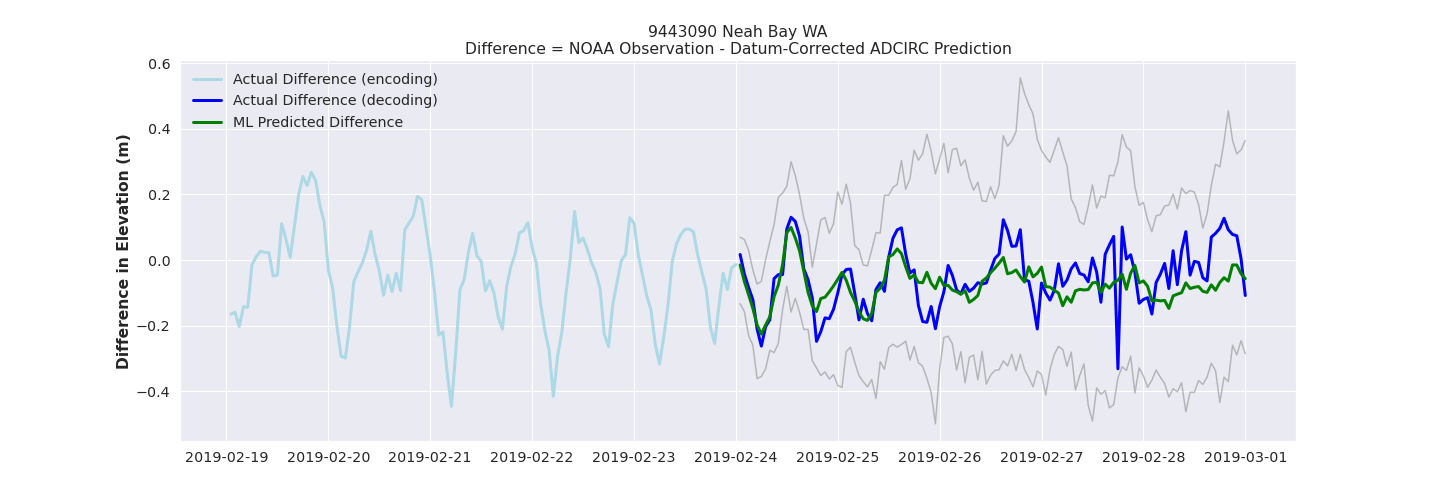 9443090 Neah Bay WA
Difference = NOAA Observation - Datum-Corrected ADCIRC Prediction
Actual Difference (encoding)
Actual Difference (decoding)
ML Predicted Difference
Difference in Elevation (m)
0.6
0.4
0.2
0.0
−0.2
−0.4
2019-02-19 2019-02-20 2019-02-21 2019-02-22 2019-02-23 2019-02-24 2019-02-25 2019-02-26 2019-02-27 2019-02-28 2019-03-01